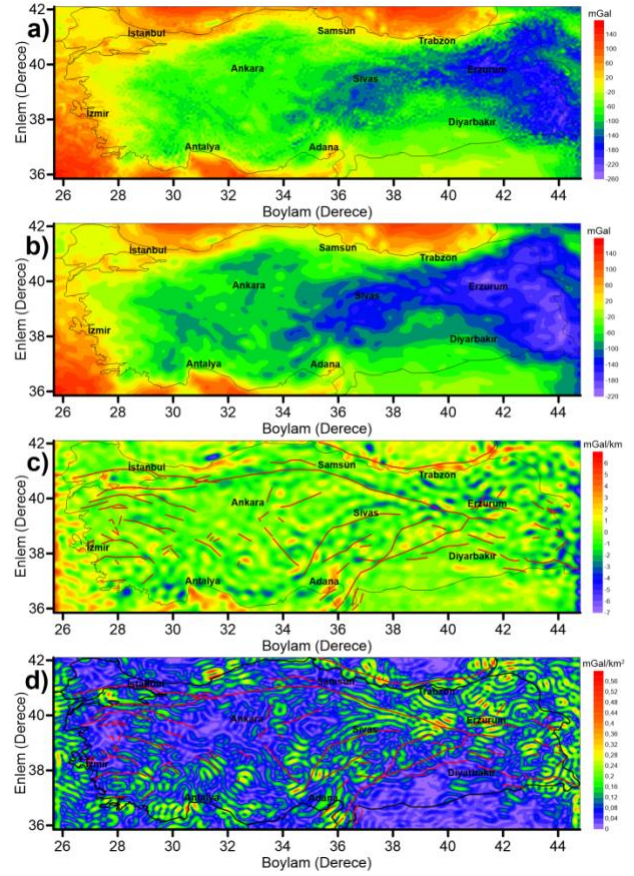 a)
mGal
42
40
38
36
Enlem (Derece)
İstanbul
Samsun
Trabzon
Ankara
Sivas
Erzurum
İzmir
Diyarbakır
Antalya
Adana
140
100
60
20
-20
-60
-100
-140
-180
-220
-260
26 28 30 32 34 36 38 40 42 44
Boylam (Derece)
b)
mGal
42
40
38
36
Enlem (Derece)
İstanbul
Samsun
Trabzon
Ankara
Sivas
Erzurum
İzmir
Diyarbakır
Antalya
Adana
180
140
100
60
20
-20
-60
-100
-140
-180
-220
26 28 30 32 34 36 38 40 42 44
Boylam (Derece)
c)
mGal/km
42
40
38
36
Enlem (Derece)
İstanbul
Samsun
Trabzon
Ankara
Sivas
Erzurum
İzmir
Diyarbakır
Antalya
Adana
6
5
4
3
2
1
0
-1
-2
-3
-4
-5
-6
-7
26 28 30 32 34 36 38 40 42 44
Boylam (Derece)
d)
mGal/km²
42
40
38
36
Enlem (Derece)
İstanbul
Samsun
Trabzon
Ankara
Sivas
Erzurum
İzmir
Diyarbakır
Antalya
Adana
0,56
0,52
0,48
0,44
0,4
0,36
0,32
0,28
0,24
0,2
0,16
0,12
0,08
0,04
0
26 28 30 32 34 36 38 40 42 44
Boylam (Derece)